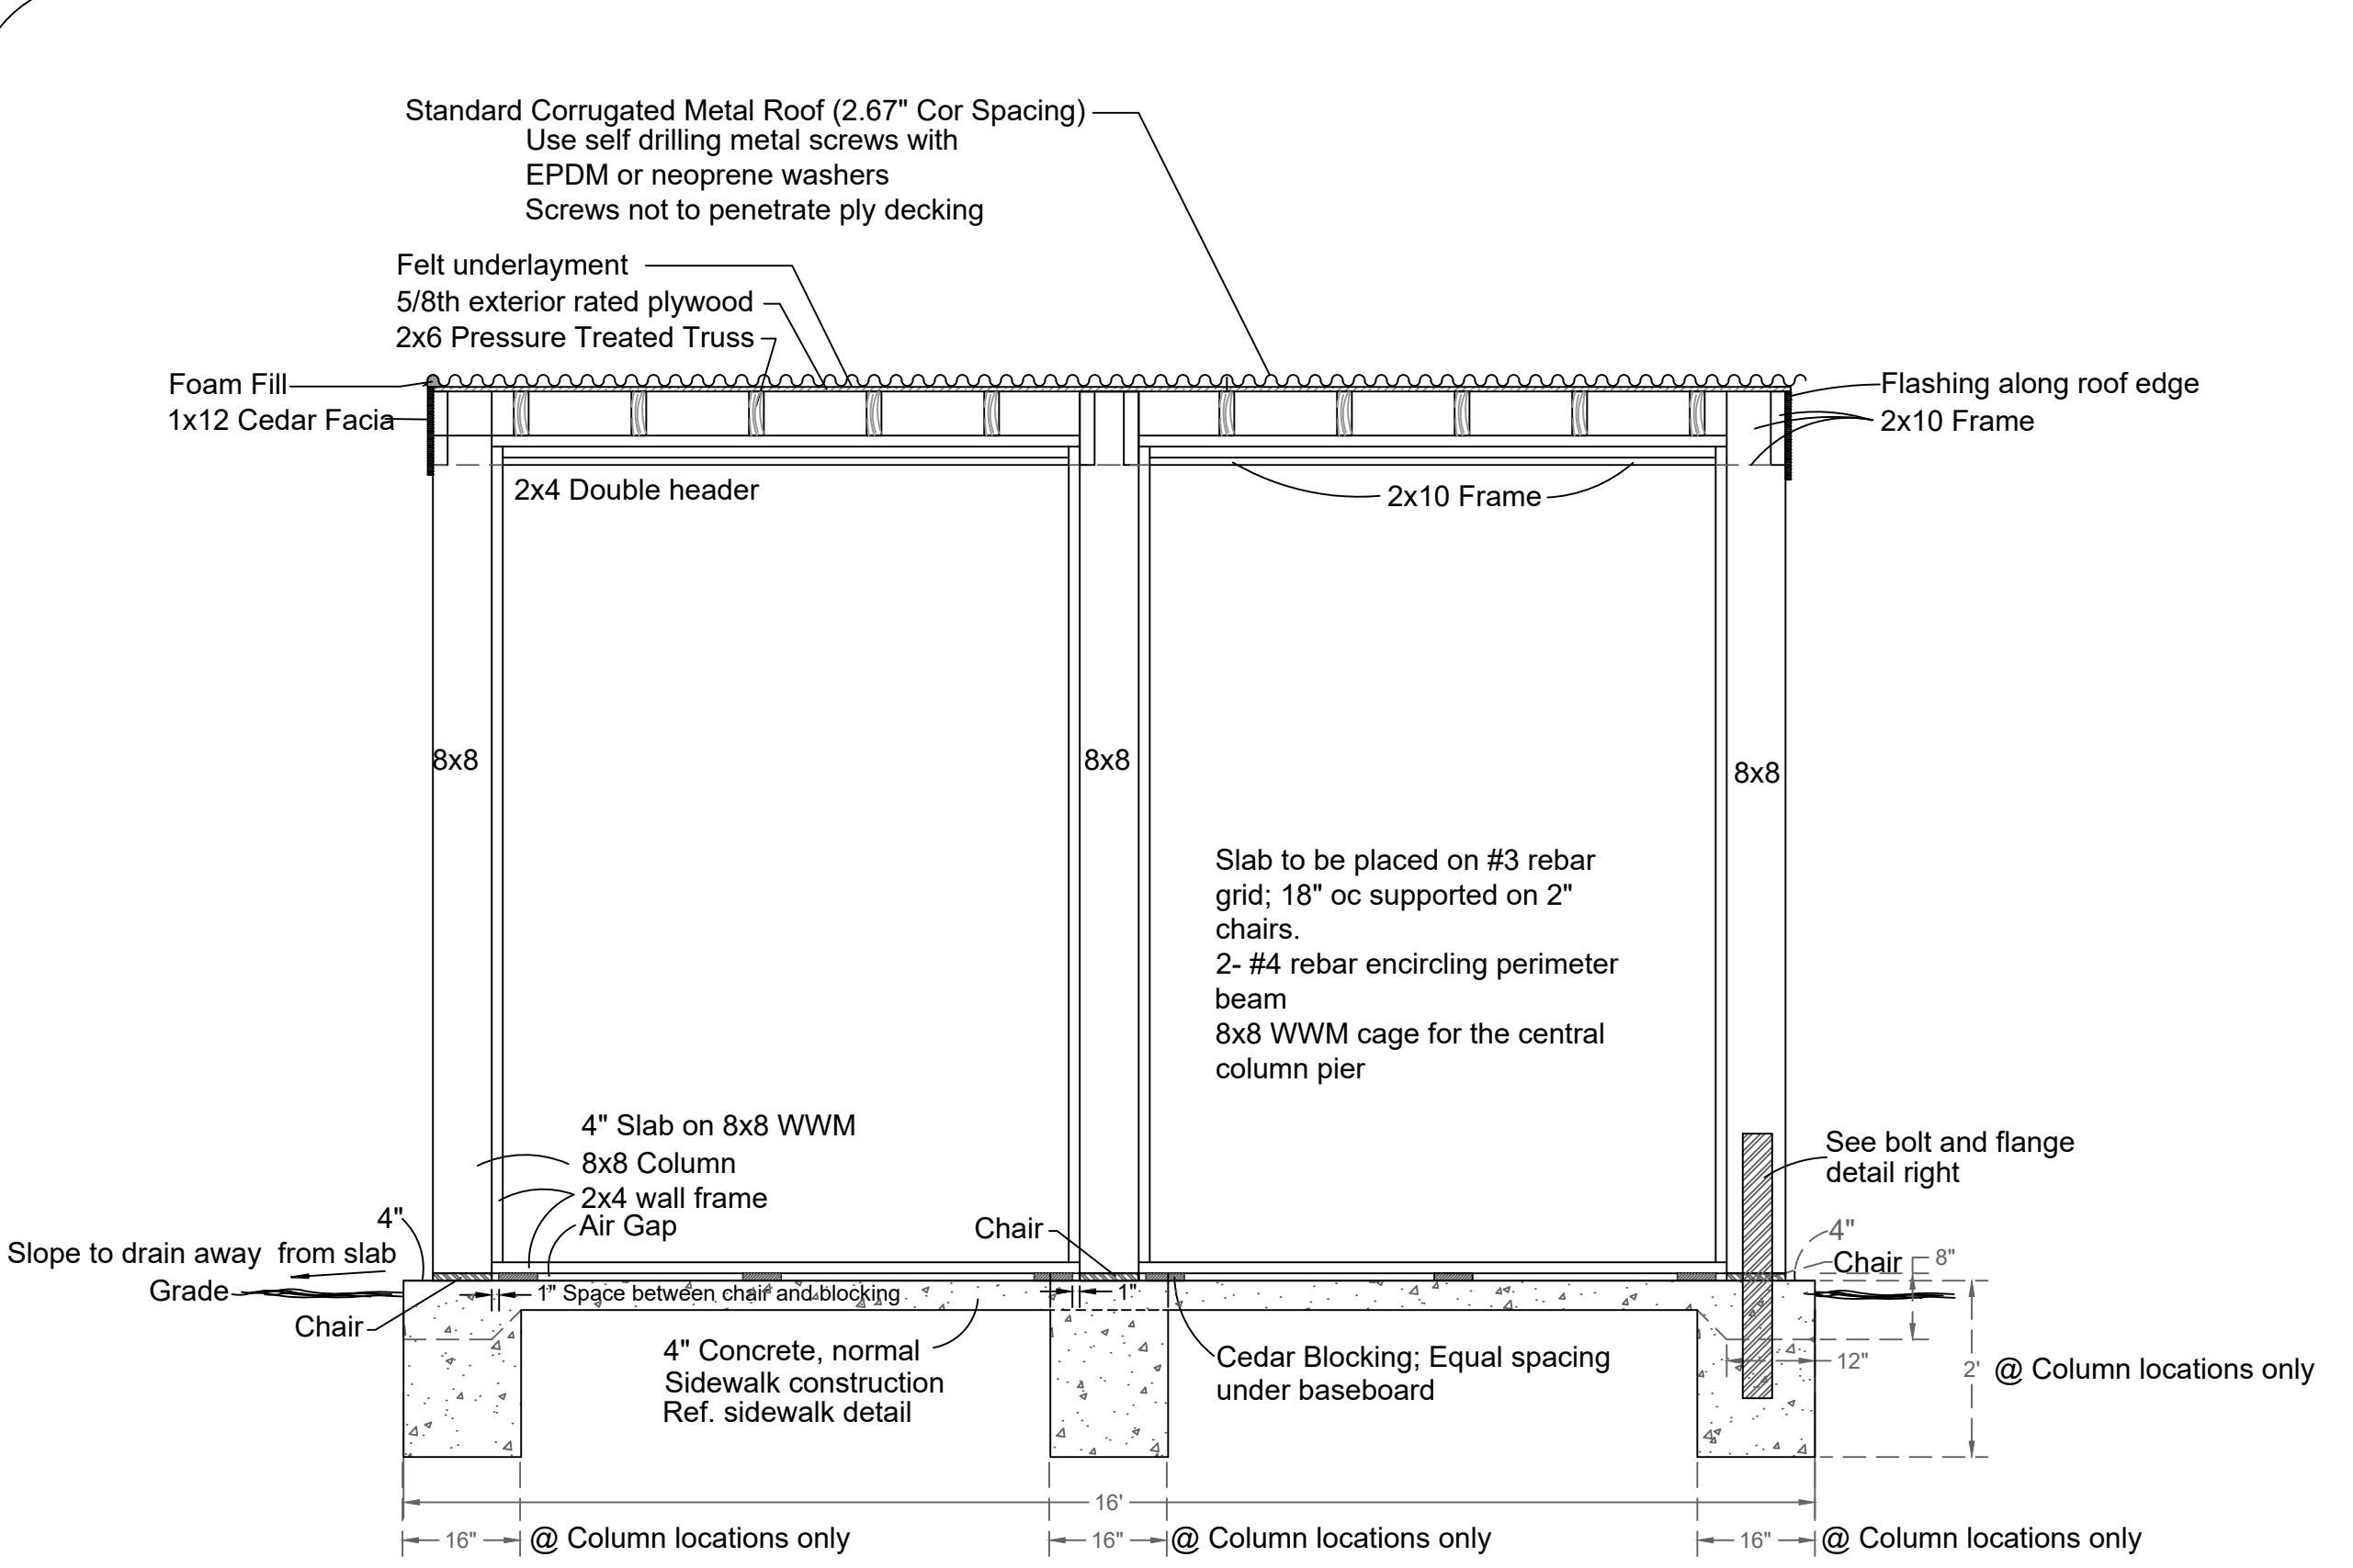 Standard Corrugated Metal Roof (2.67" Cor Spacing)
Use self drilling metal screws with
EPDM or neoprene washers
Screws not to penetrate ply decking
Felt underlayment
5/8th exterior rated plywood
2x6 Pressure Treated Truss
Foam Fill
1x12 Cedar Facia
Flashing along roof edge
2x10 Frame
2x4 Double header
2x10 Frame
8x8
8x8
8x8
Slab to be placed on #3 rebar
grid; 18" oc supported on 2"
chairs.
2- #4 rebar encircling perimeter
beam
8x8 WWM cage for the central
column pier
4" Slab on 8x8 WWM
8x8 Column
2x4 wall frame
Air Gap
Chair
See bolt and flange
detail right
4"
Slope to drain away  from slab
Grade
Chair
1" Space between chair and blocking
1"
4"
Chair
8"
4" Concrete, normal
Sidewalk construction
Ref. sidewalk detail
Cedar Blocking; Equal spacing
under baseboard
12"
2'
@ Column locations only
16'
16"
@ Column locations only
16"
@ Column locations only
16"
@ Column locations only